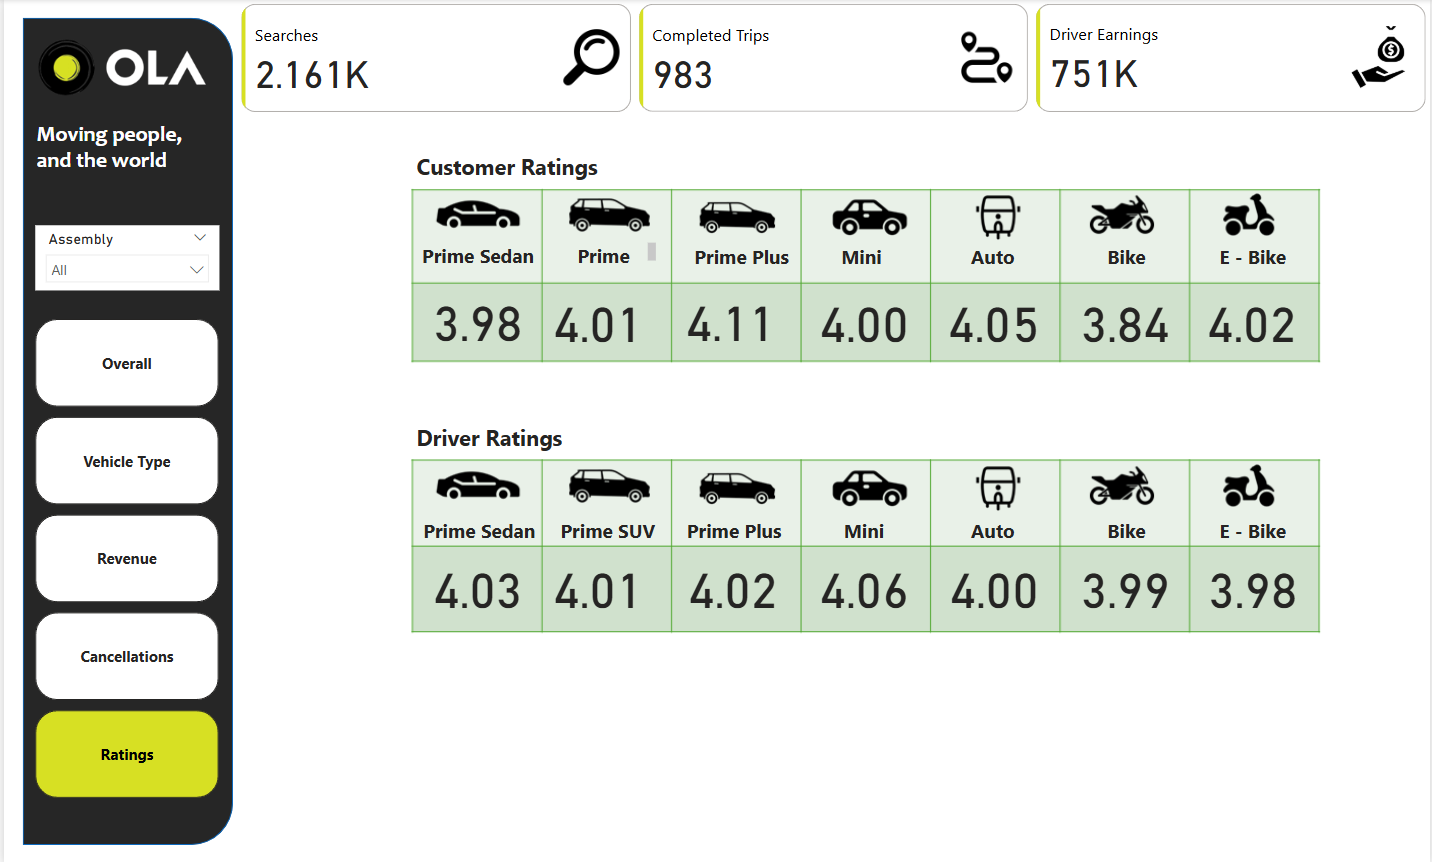 OLA
Moving people,
and the world
Assembly
All
Overall
Vehicle Type
Revenue
Cancellations
Ratings
Searches
2.161K
Completed Trips
983
Driver Earnings
751K
$
Customer Ratings
Prime Sedan Prime Prime Plus Mini Auto Bike E - Bike
3.98 4.01 4.11 4.00 4.05 3.84 4.02
Driver Ratings
Prime Sedan Prime SUV Prime Plus Mini Auto Bike E - Bike
4.03 4.01 4.02 4.06 4.00 3.99 3.98